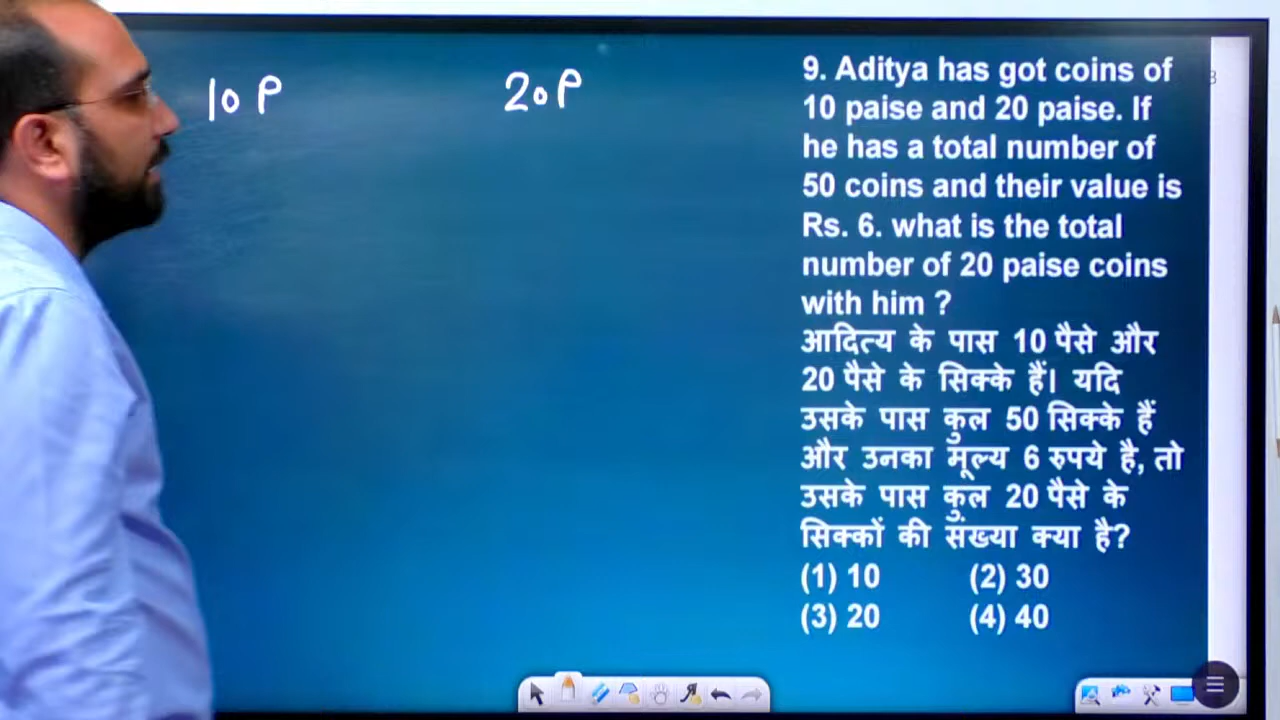 10 P
20 P
9. Aditya has got coins of
10 paise and 20 paise. If
he has a total number of
50 coins and their value is
Rs. 6. what is the total
number of 20 paise coins
with him ?
आदित्य के पास 10 पैसे और
20 पैसे के सिक्के हैं। यदि
उसके पास कुल 50 सिक्के हैं
और उनका मूल्य 6 रुपये है, तो
उसके पास कुल 20 पैसे के
सिक्कों की संख्या क्या है?
(1) 10 (2) 30
(3) 20 (4) 40